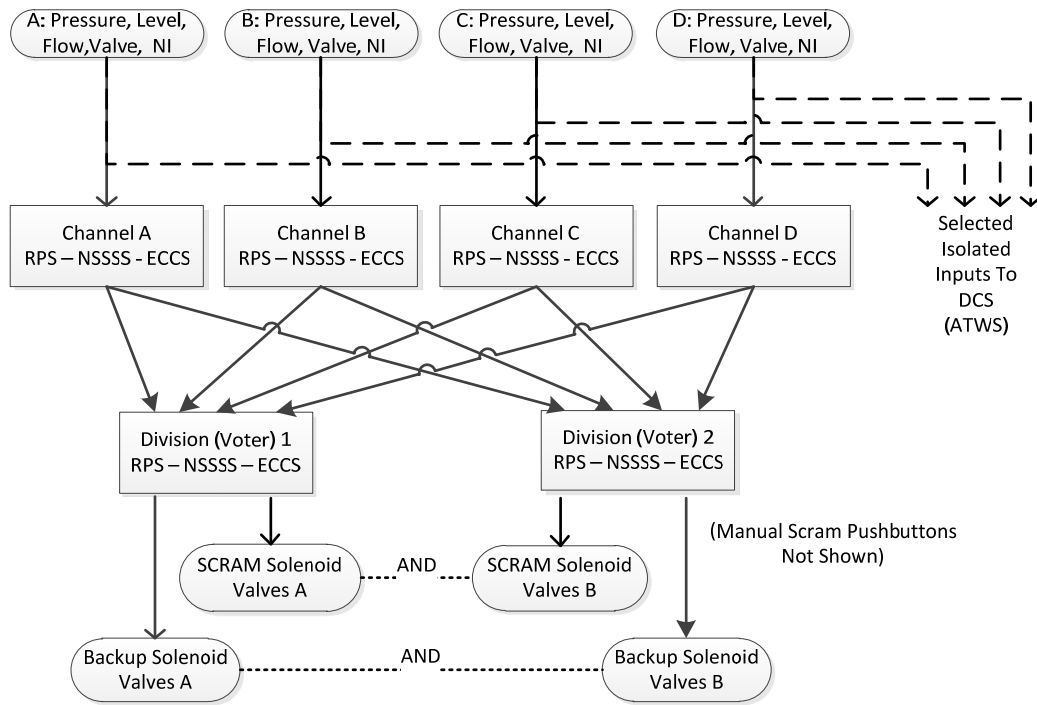 A: Pressure, Level,
Flow,Valve, NI
B: Pressure, Level,
Flow, Valve, NI
C: Pressure, Level,
Flow, Valve, NI
D: Pressure, Level,
Flow, Valve, NI
Channel A
RPS – NSSSS - ECCS
Channel B
RPS – NSSSS - ECCS
Channel C
RPS – NSSSS - ECCS
Channel D
RPS – NSSSS - ECCS
Selected
Isolated
Inputs To
DCS
(ATWS)
Division (Voter) 1
RPS – NSSSS – ECCS
Division (Voter) 2
RPS – NSSSS – ECCS
(Manual Scram Pushbuttons
Not Shown)
SCRAM Solenoid
Valves A
AND
SCRAM Solenoid
Valves B
Backup Solenoid
Valves A
AND
Backup Solenoid
Valves B